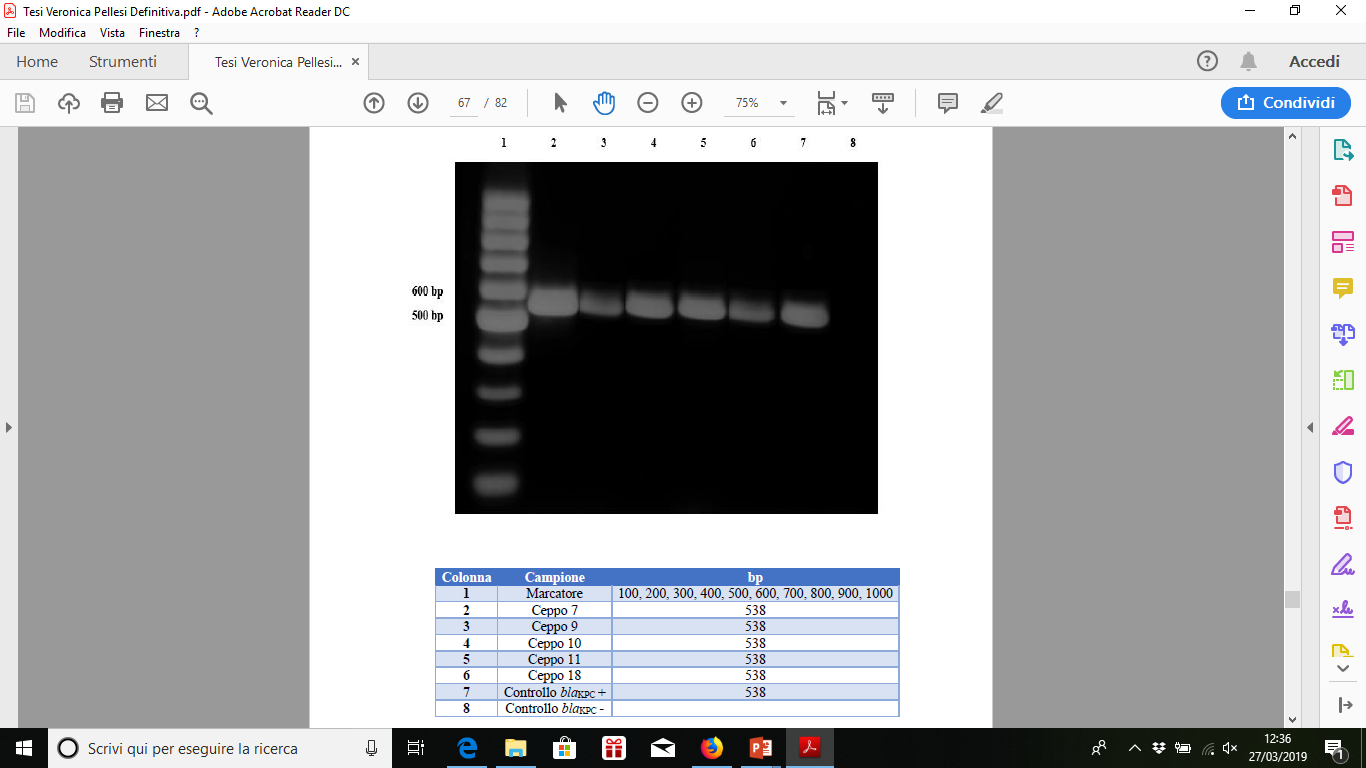 Tesi Veronica Pellesi Definitiva.pdf - Adobe Acrobat Reader DC
File Modifica Vista Finestra ?
Home Strumenti Tesi Veronica Pellesi... × Accedi
67 / 82 75% Condividi
1 2 3 4 5 6 7 8
600 bp
500 bp
Colonna Campione bp
1 Marcatore 100, 200, 300, 400, 500, 600, 700, 800, 900, 1000
2 Ceppo 7 538
3 Ceppo 9 538
4 Ceppo 10 538
5 Ceppo 11 538
6 Ceppo 18 538
7 Controllo blaKPC + 538
8 Controllo blaKPC -
Scrivi qui per eseguire la ricerca
12:36
27/03/2019
1